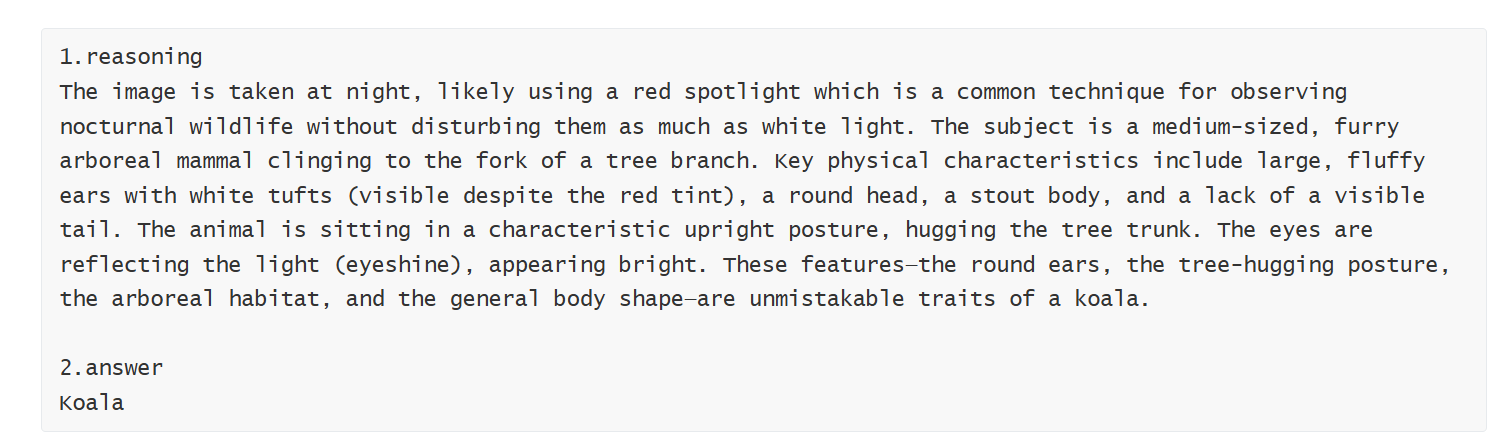 1.reasoning
The image is taken at night, likely using a red spotlight which is a common technique for observing
nocturnal wildlife without disturbing them as much as white light. The subject is a medium-sized, furry
arboreal mammal clinging to the fork of a tree branch. Key physical characteristics include large, fluffy
ears with white tufts (visible despite the red tint), a round head, a stout body, and a lack of a visible
tail. The animal is sitting in a characteristic upright posture, hugging the tree trunk. The eyes are
reflecting the light (eyeshine), appearing bright. These features—the round ears, the tree-hugging posture,
the arboreal habitat, and the general body shape—are unmistakable traits of a koala.
2.answer
Koala